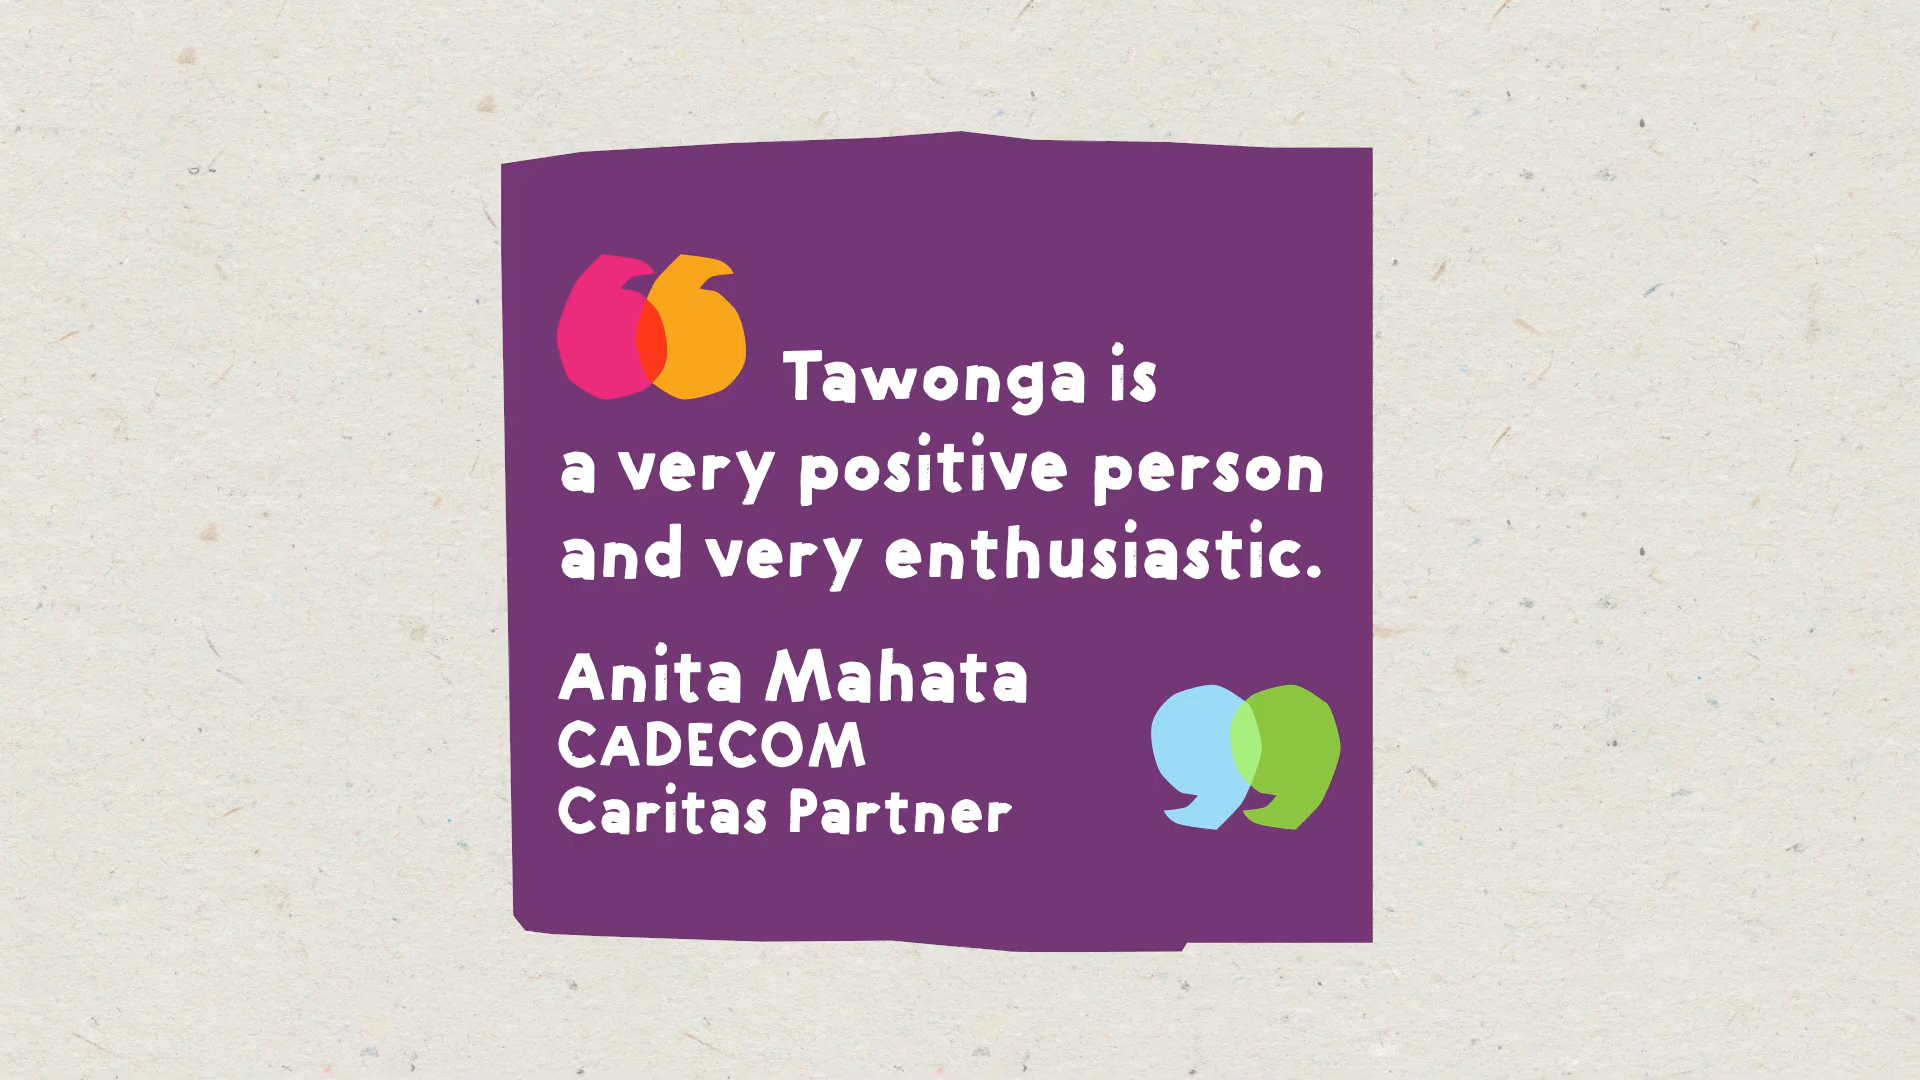 Tawonga is
a very positive person
and very enthusiastic.
Anita Mahata
CADECOM
Caritas Partner